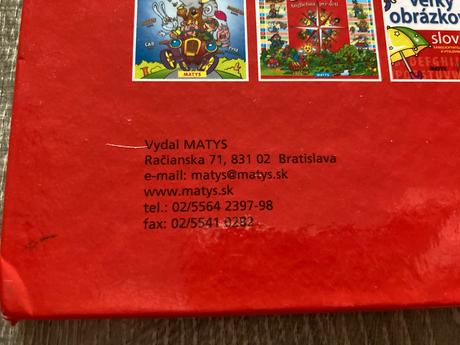 MATYS
MATYS
veľký
obrázkov
slov
MATYS
Vydal MATYS
Račianska 71, 831 02 Bratislava
e-mail: matys@matys.sk
www.matys.sk
tel.: 02/5564 2397-98
fax: 02/5541 0282